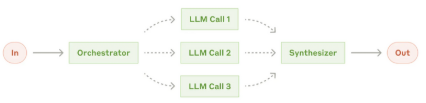 LLM Call 1
In
Orchestrator
LLM Call 2
Synthesizer
Out
LLM Call 3